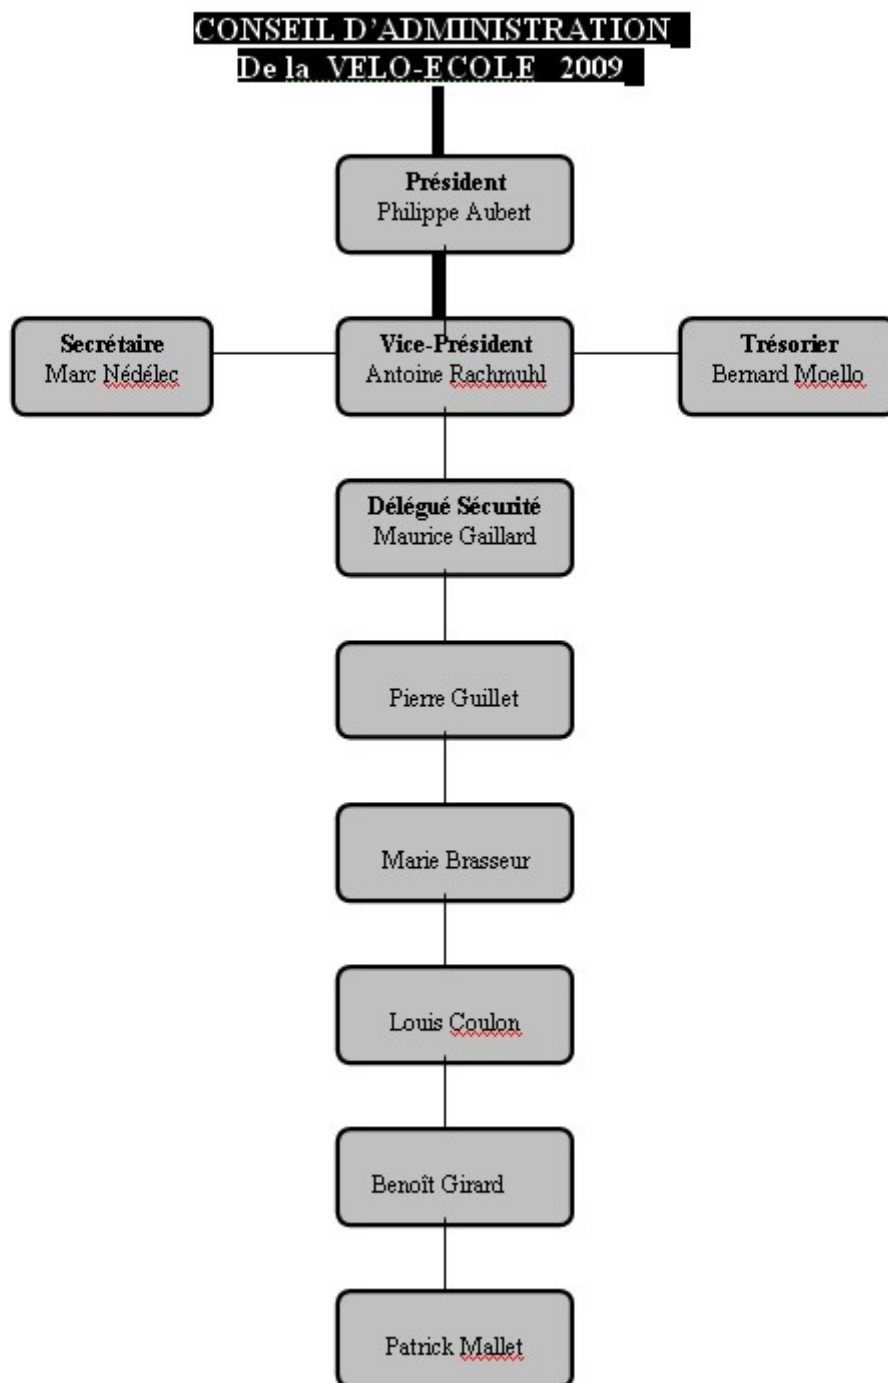 CONSEIL D'ADMINISTRATION
De la VELO-ECOLE 2009
Président
Philippe Aubert
Secrétaire
Marc Nédélec
Vice-Président
Antoine Rachmuhl
Trésorier
Bernard Moello
Délégué Sécurité
Maurice Gaillard
Pierre Guillet
Marie Brasseur
Louis Coulon
Benoît Girard
Patrick Mallet